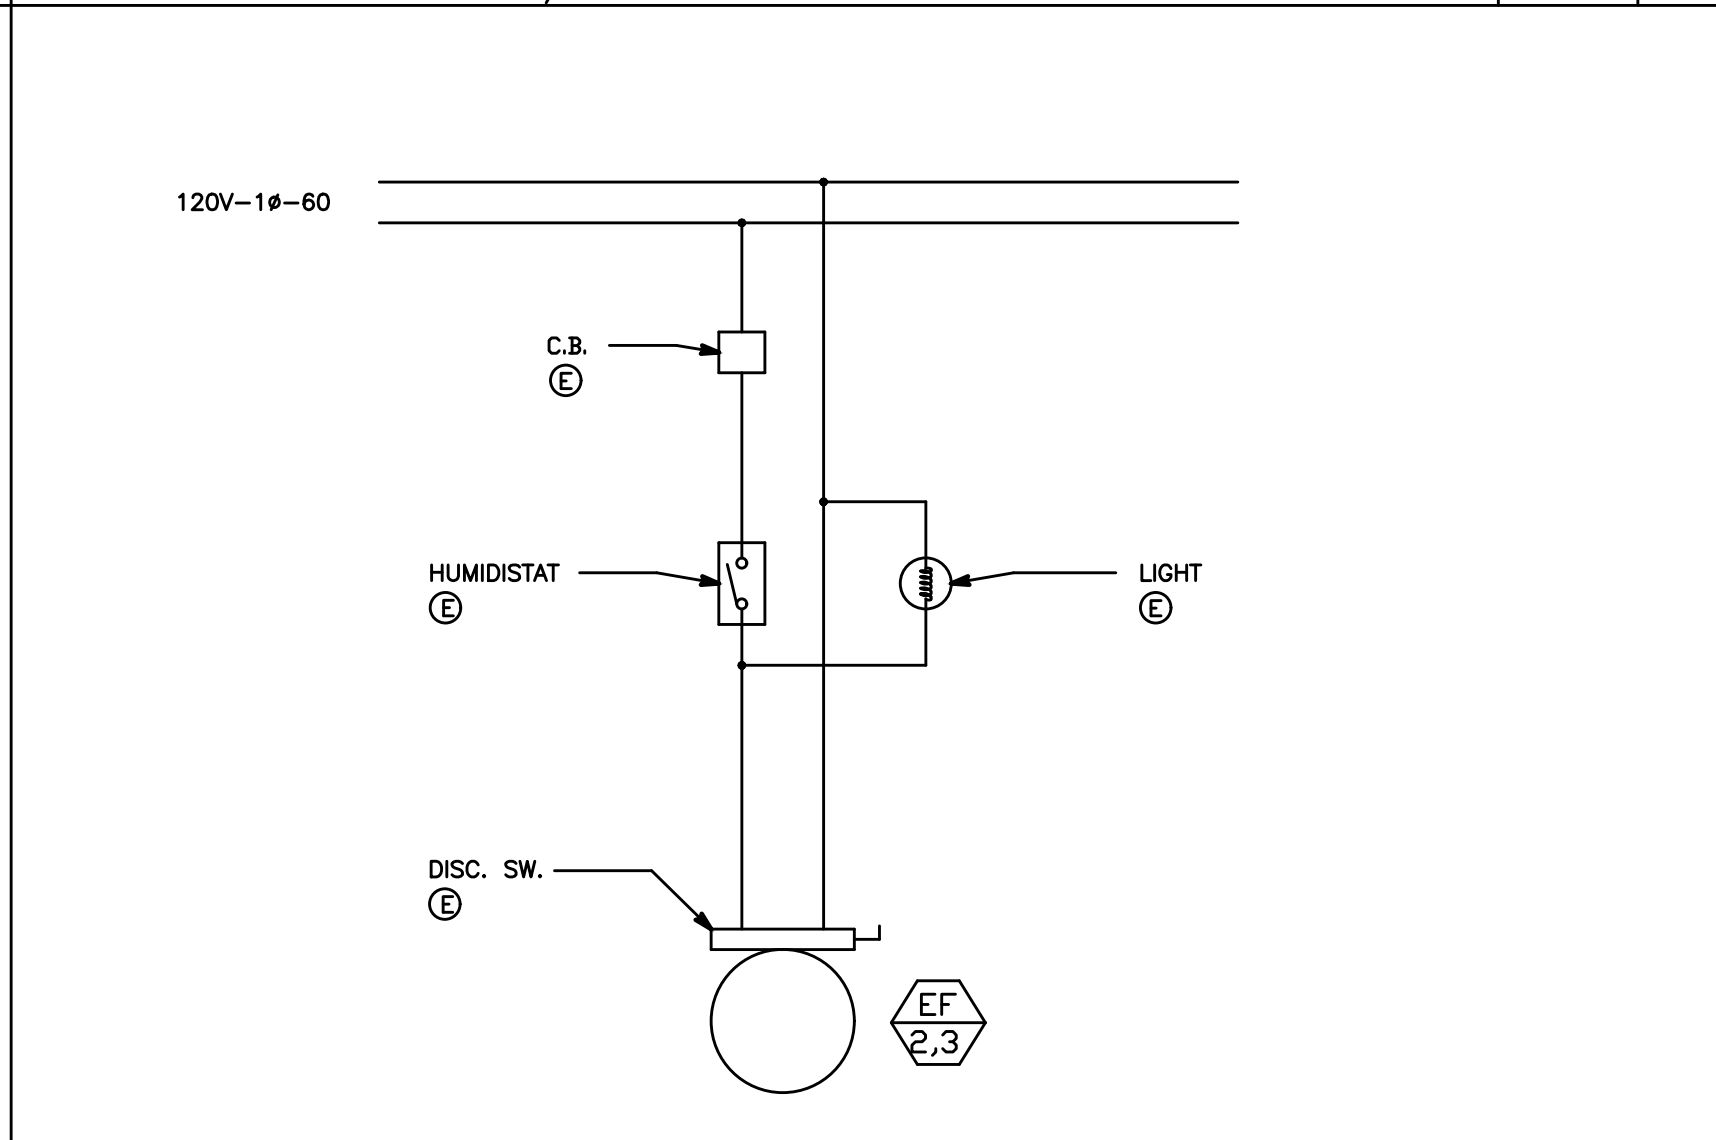 120V-1ø-60
C.B.
E
HUMIDISTAT
E
LIGHT
E
DISC. SW.
E
EF
2,3